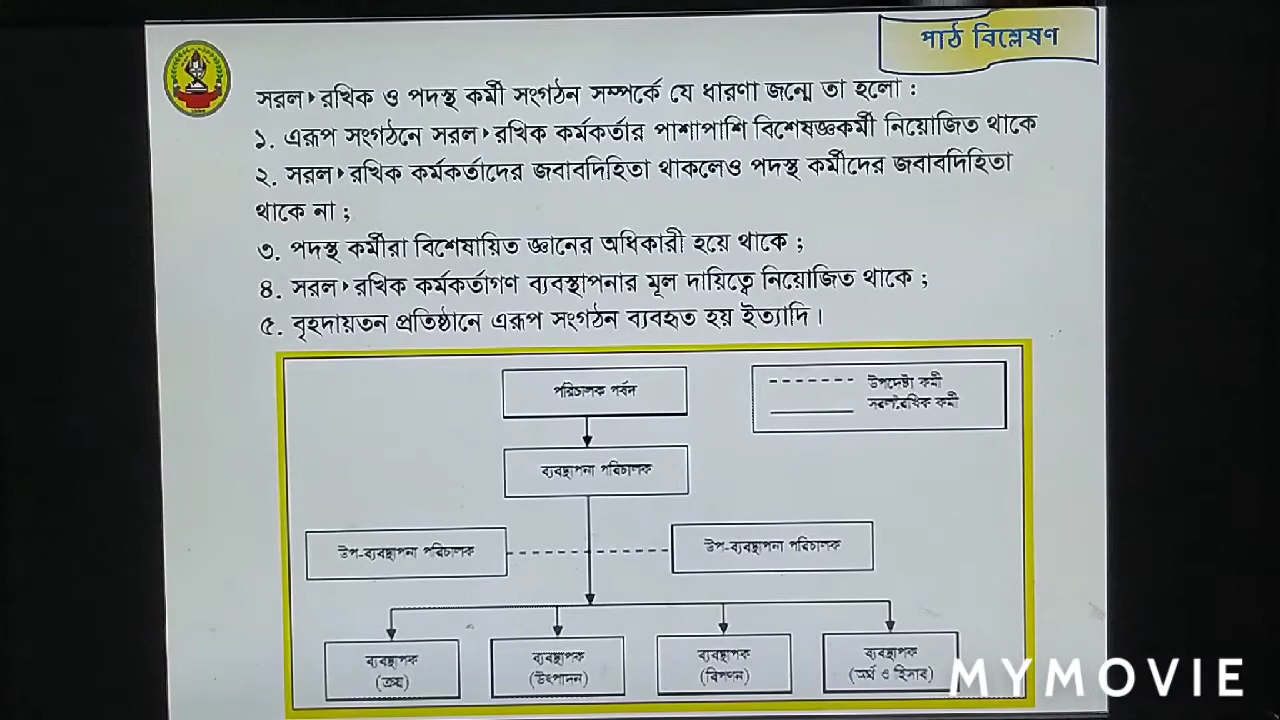 পাঠ বিশ্লেষণ
সরল রৈখিক ও পদস্থ কর্মী সংগঠন সম্পর্কে যে ধারণা জন্মে তা হলো :
১. এরূপ সংগঠনে সরল রৈখিক কর্মকর্তার পাশাপাশি বিশেষজ্ঞকর্মী নিয়োজিত থাকে
২. সরল রৈখিক কর্মকর্তাদের জবাবদিহিতা থাকলেও পদস্থ কর্মীদের জবাবদিহিতা
থাকে না ;
৩. পদস্থ কর্মীরা বিশেষায়িত জ্ঞানের অধিকারী হয়ে থাকে ;
৪. সরল রৈখিক কর্মকর্তাগণ ব্যবস্থাপনার মূল দায়িত্বে নিয়োজিত থাকে ;
৫. বৃহদায়তন প্রতিষ্ঠানে এরূপ সংগঠন ব্যবহৃত হয় ইত্যাদি।
পরিচালক পর্ষদ
উপদেষ্টা কর্মী
সরলরৈখিক কর্মী
ব্যবস্থাপনা পরিচালক
উপ-ব্যবস্থাপনা পরিচালক
উপ-ব্যবস্থাপনা পরিচালক
ব্যবস্থাপক
(ক্রয়)
ব্যবস্থাপক
(উৎপাদন)
ব্যবস্থাপক
(বিপণন)
ব্যবস্থাপক
(অর্থ ও হিসাব)
MYMOVIE